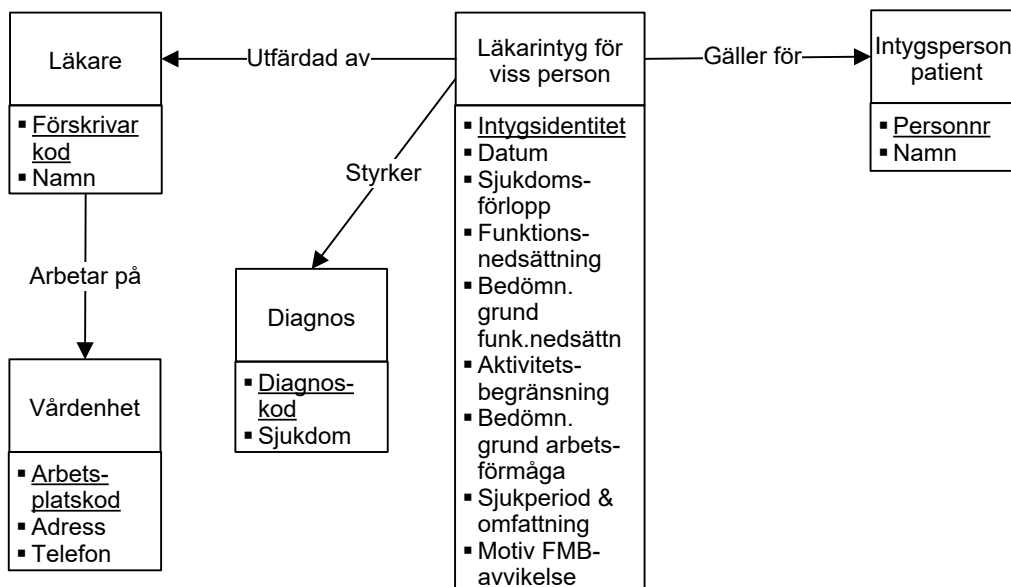 Läkare
Utfärdad av
Läkarintyg för
viss person
Gäller för
Intygsperson
patient
▪ Förskrivar
kod
▪ Namn
▪ Intygsidentitet
▪ Datum
▪ Sjukdoms-
förlopp
▪ Funktions-
nedsättning
▪ Bedömn.
grund
funk.nedsättn
▪ Aktivitets-
begränsning
▪ Bedömn.
grund arbets-
förmåga
▪ Sjukperiod &
omfattning
▪ Motiv FMB-
avvikelse
▪ Personnr
▪ Namn
Styrker
Arbetar på
Diagnos
▪ Diagnos-
kod
▪ Sjukdom
Vårdenhet
▪ Arbets-
platskod
▪ Adress
▪ Telefon